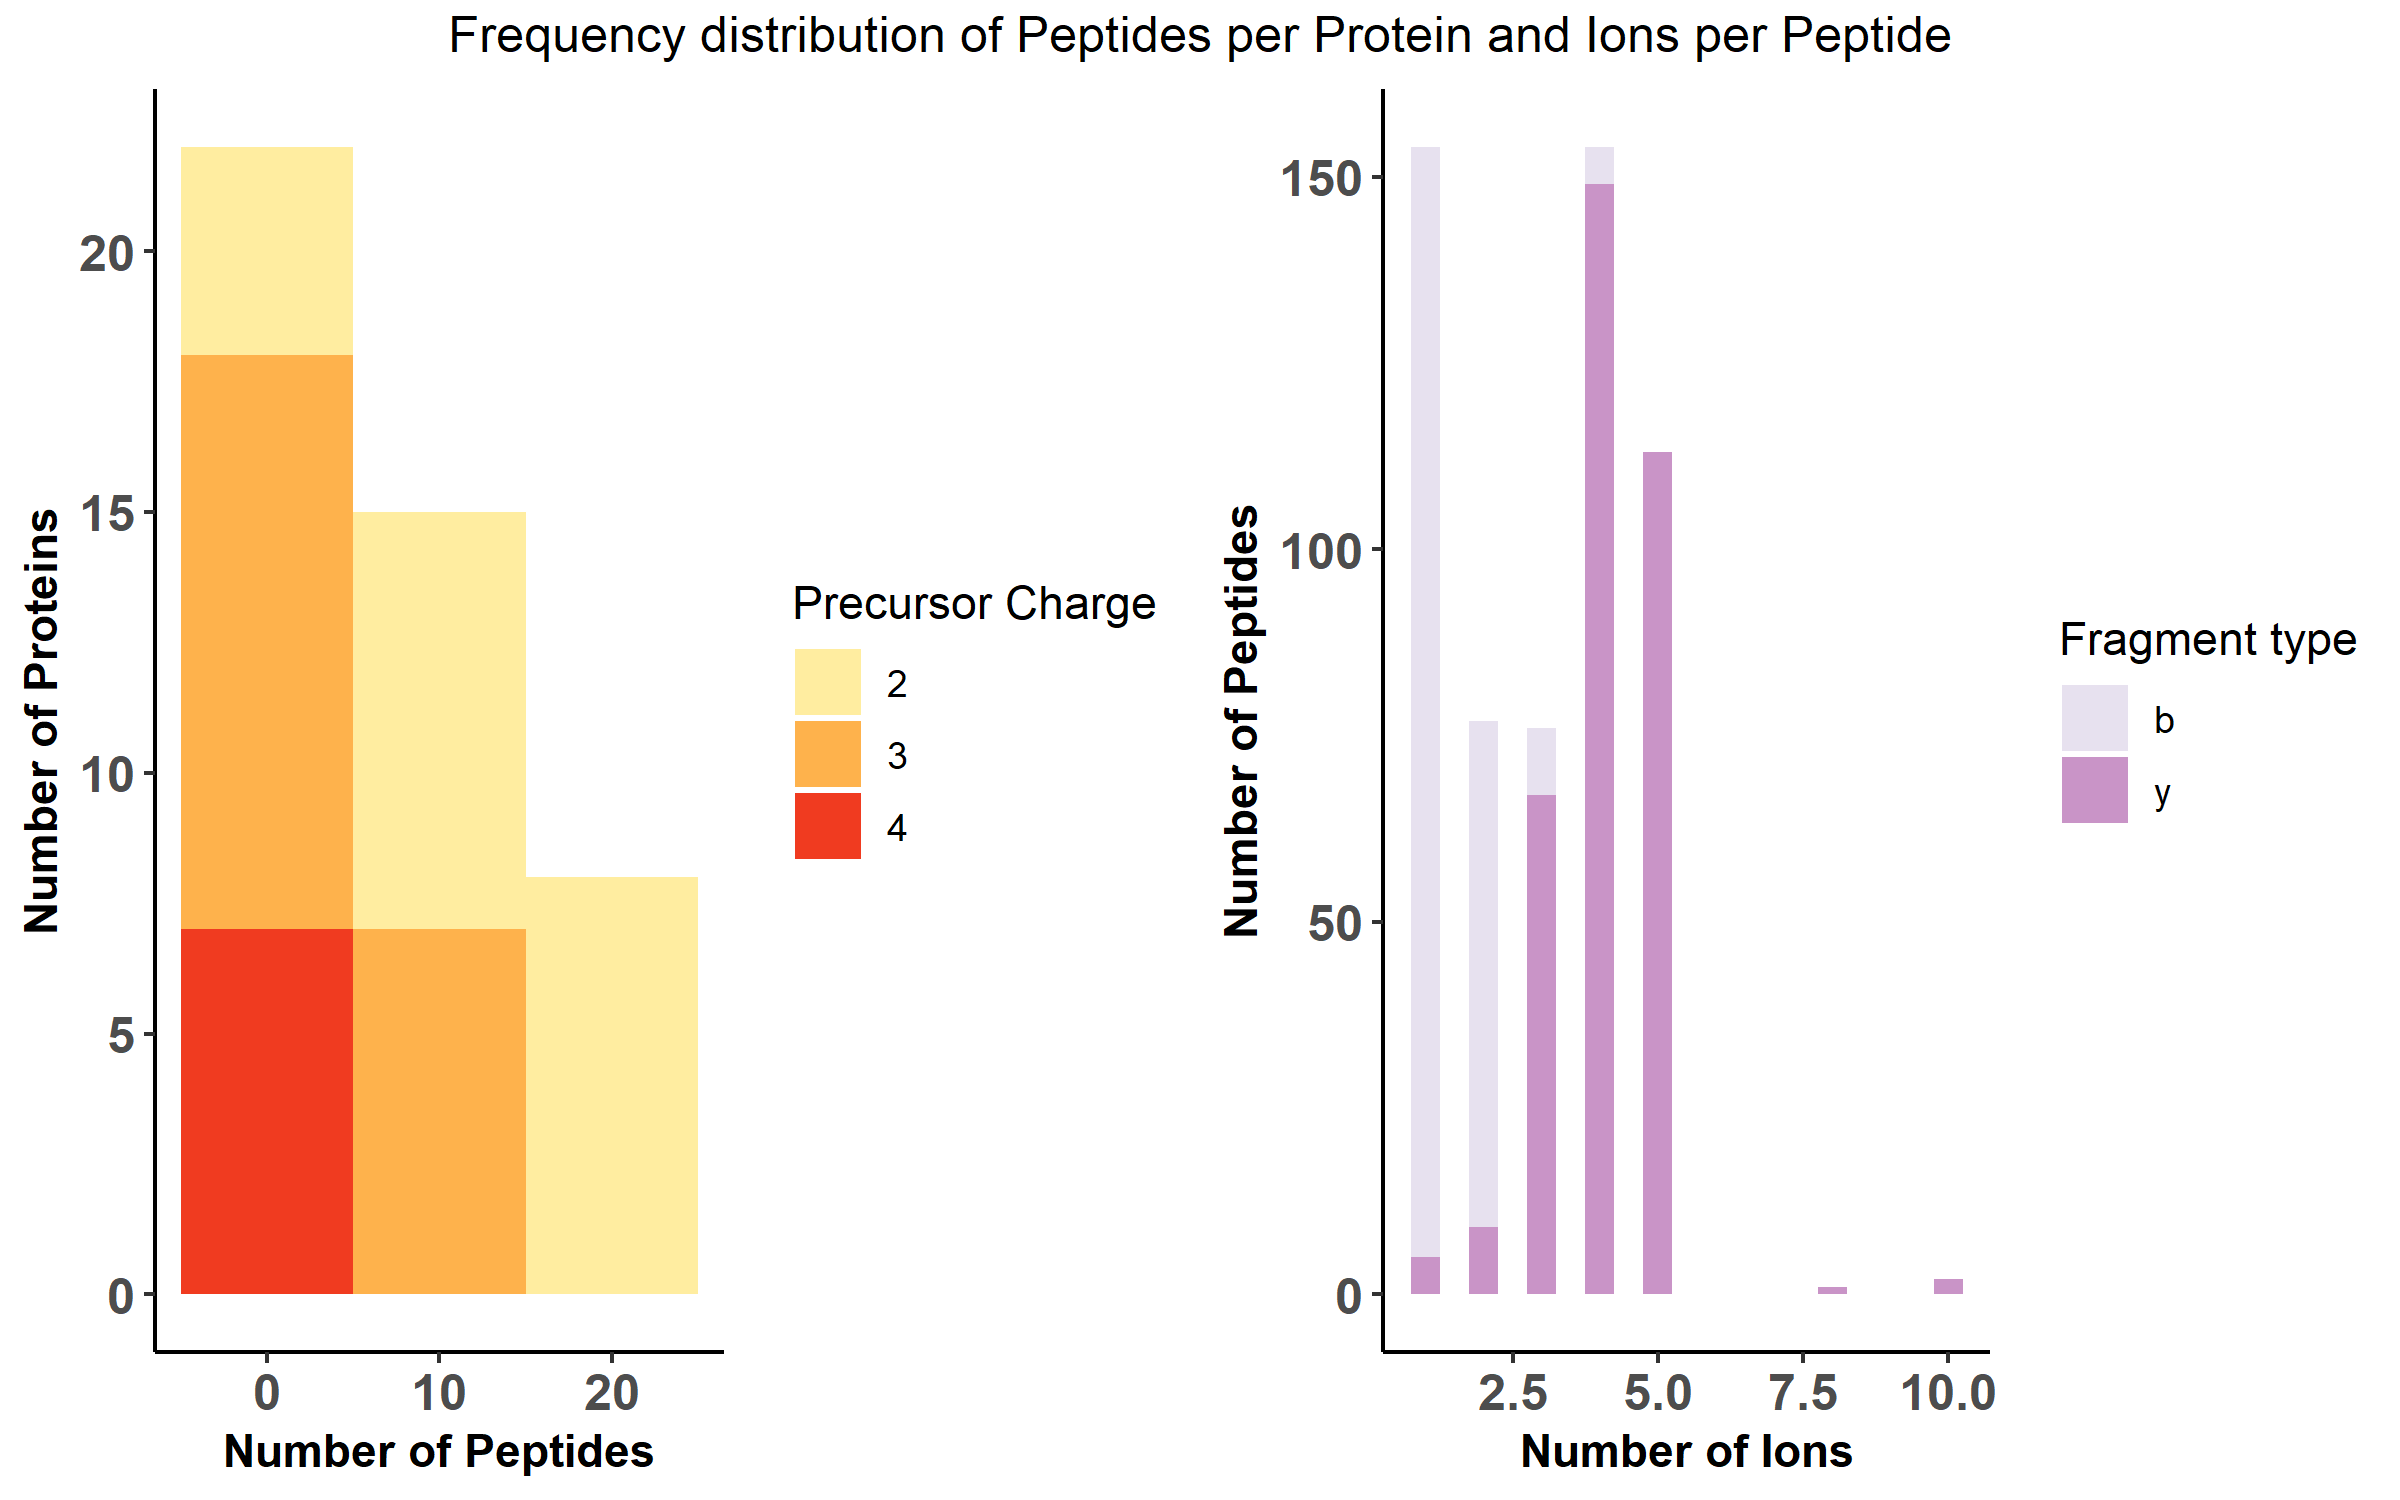 Frequency distribution of Peptides per Protein and Ions per Peptide
Number of Proteins
20
15
10
5
0
0 10 20
Number of Peptides
Precursor Charge
2
3
4
Number of Peptides
150
100
50
0
2.5 5.0 7.5 10.0
Number of Ions
Fragment type
b
y